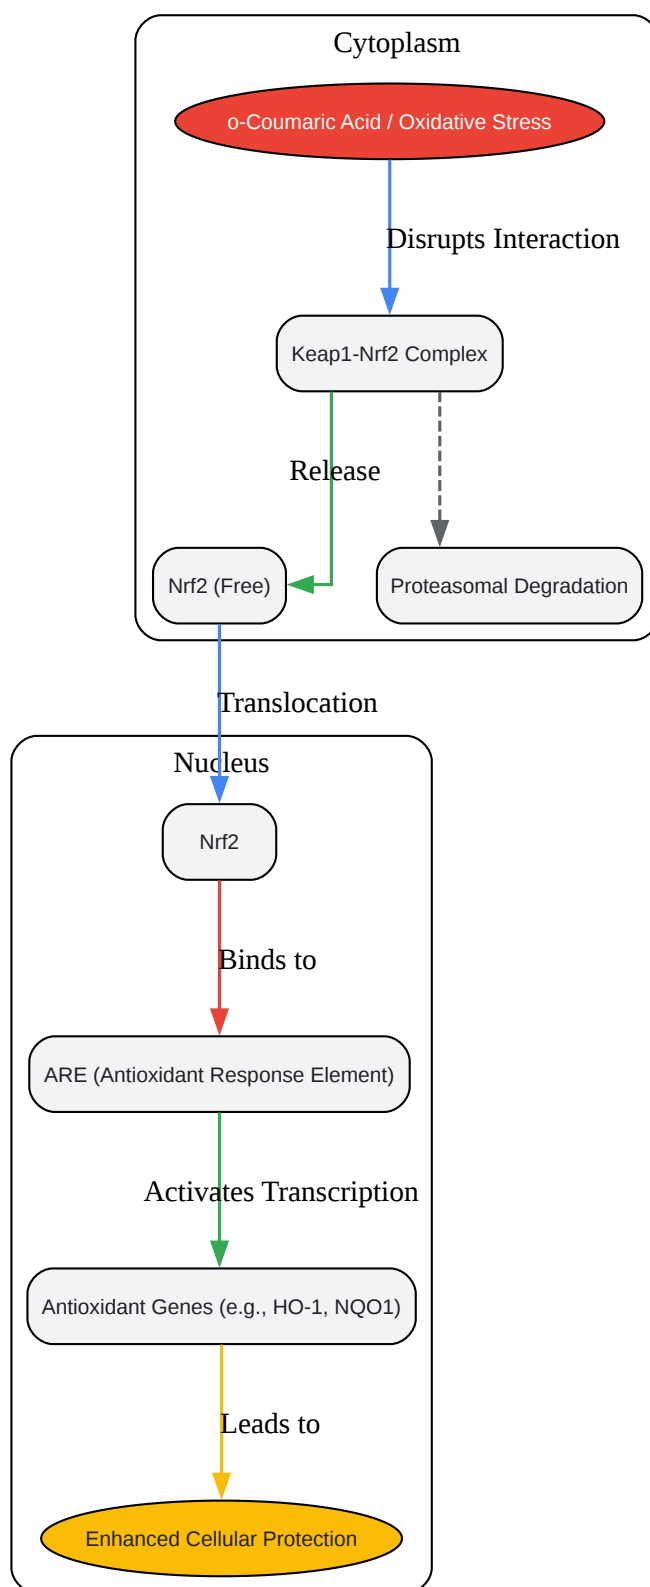 Cytoplasm
o-Coumaric Acid / Oxidative Stress
Disrupts Interaction
Keap1-Nrf2 Complex
Release
Nrf2 (Free)
Proteasomal Degradation
Translocation
Nucleus
Nrf2
Binds to
ARE (Antioxidant Response Element)
Activates Transcription
Antioxidant Genes (e.g., HO-1, NQO1)
Leads to
Enhanced Cellular Protection